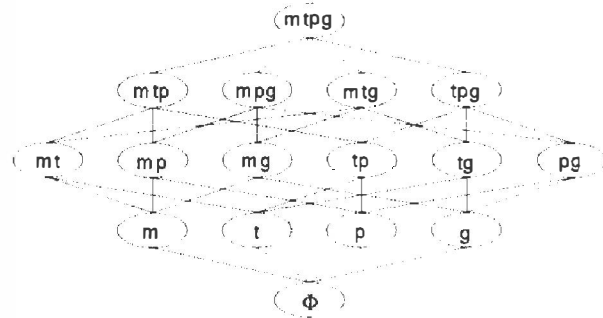 mtpg
mtp mpg mtg tpg
mt mp mg tp tg pg
m t p g
Φ